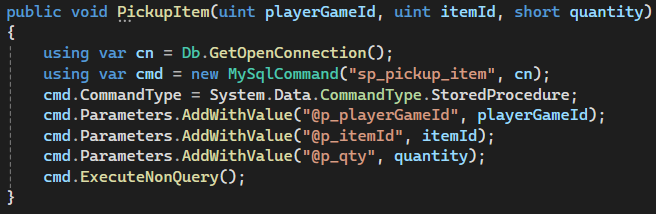 public void PickupItem(uint playerGameId, uint itemId, short quantity)
{
    using var cn = Db.GetOpenConnection();
    using var cmd = new MySqlCommand("sp_pickup_item", cn);
    cmd.CommandType = System.Data.CommandType.StoredProcedure;
    cmd.Parameters.AddWithValue("@p_playerGameId", playerGameId);
    cmd.Parameters.AddWithValue("@p_itemId", itemId);
    cmd.Parameters.AddWithValue("@p_qty", quantity);
    cmd.ExecuteNonQuery();
}